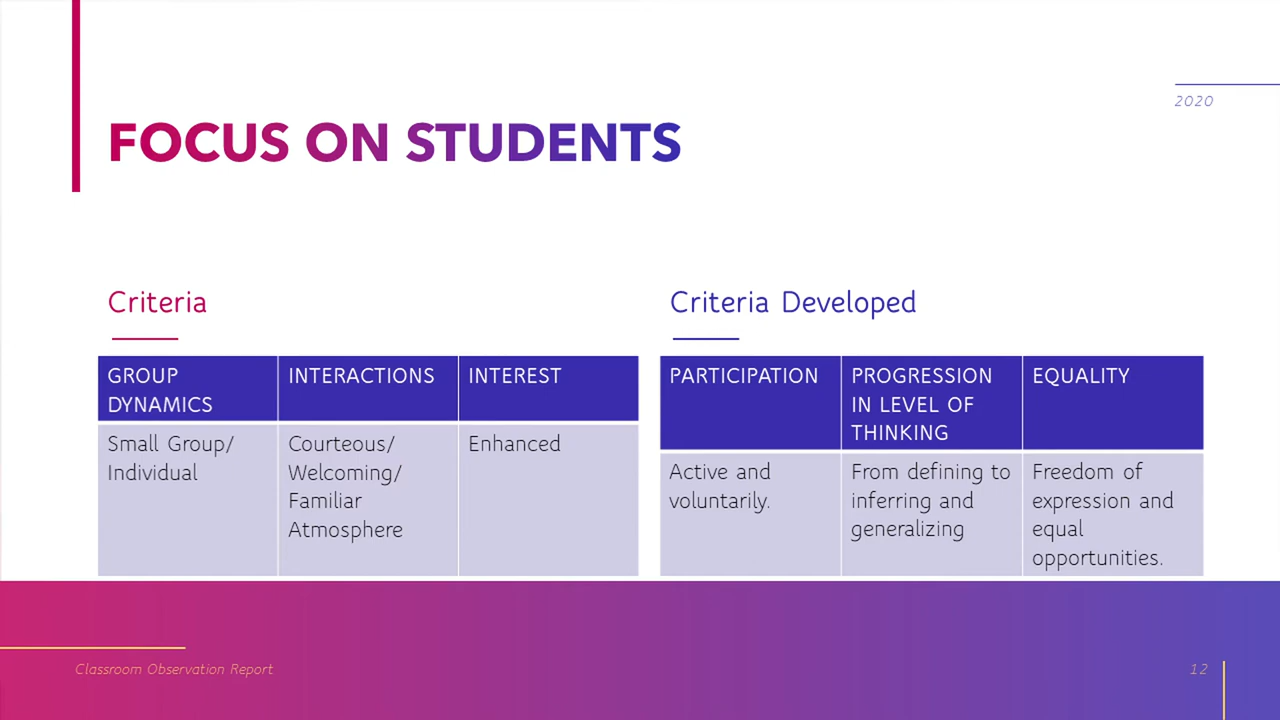 2020
FOCUS ON STUDENTS
Criteria
GROUP
DYNAMICS
INTERACTIONS
INTEREST
Small Group/
Individual
Courteous/
Welcoming/
Familiar
Atmosphere
Enhanced
Criteria Developed
PARTICIPATION
PROGRESSION
IN LEVEL OF
THINKING
EQUALITY
Active and
voluntarily.
From defining to
inferring and
generalizing
Freedom of
expression and
equal
opportunities.
Classroom Observation Report
12